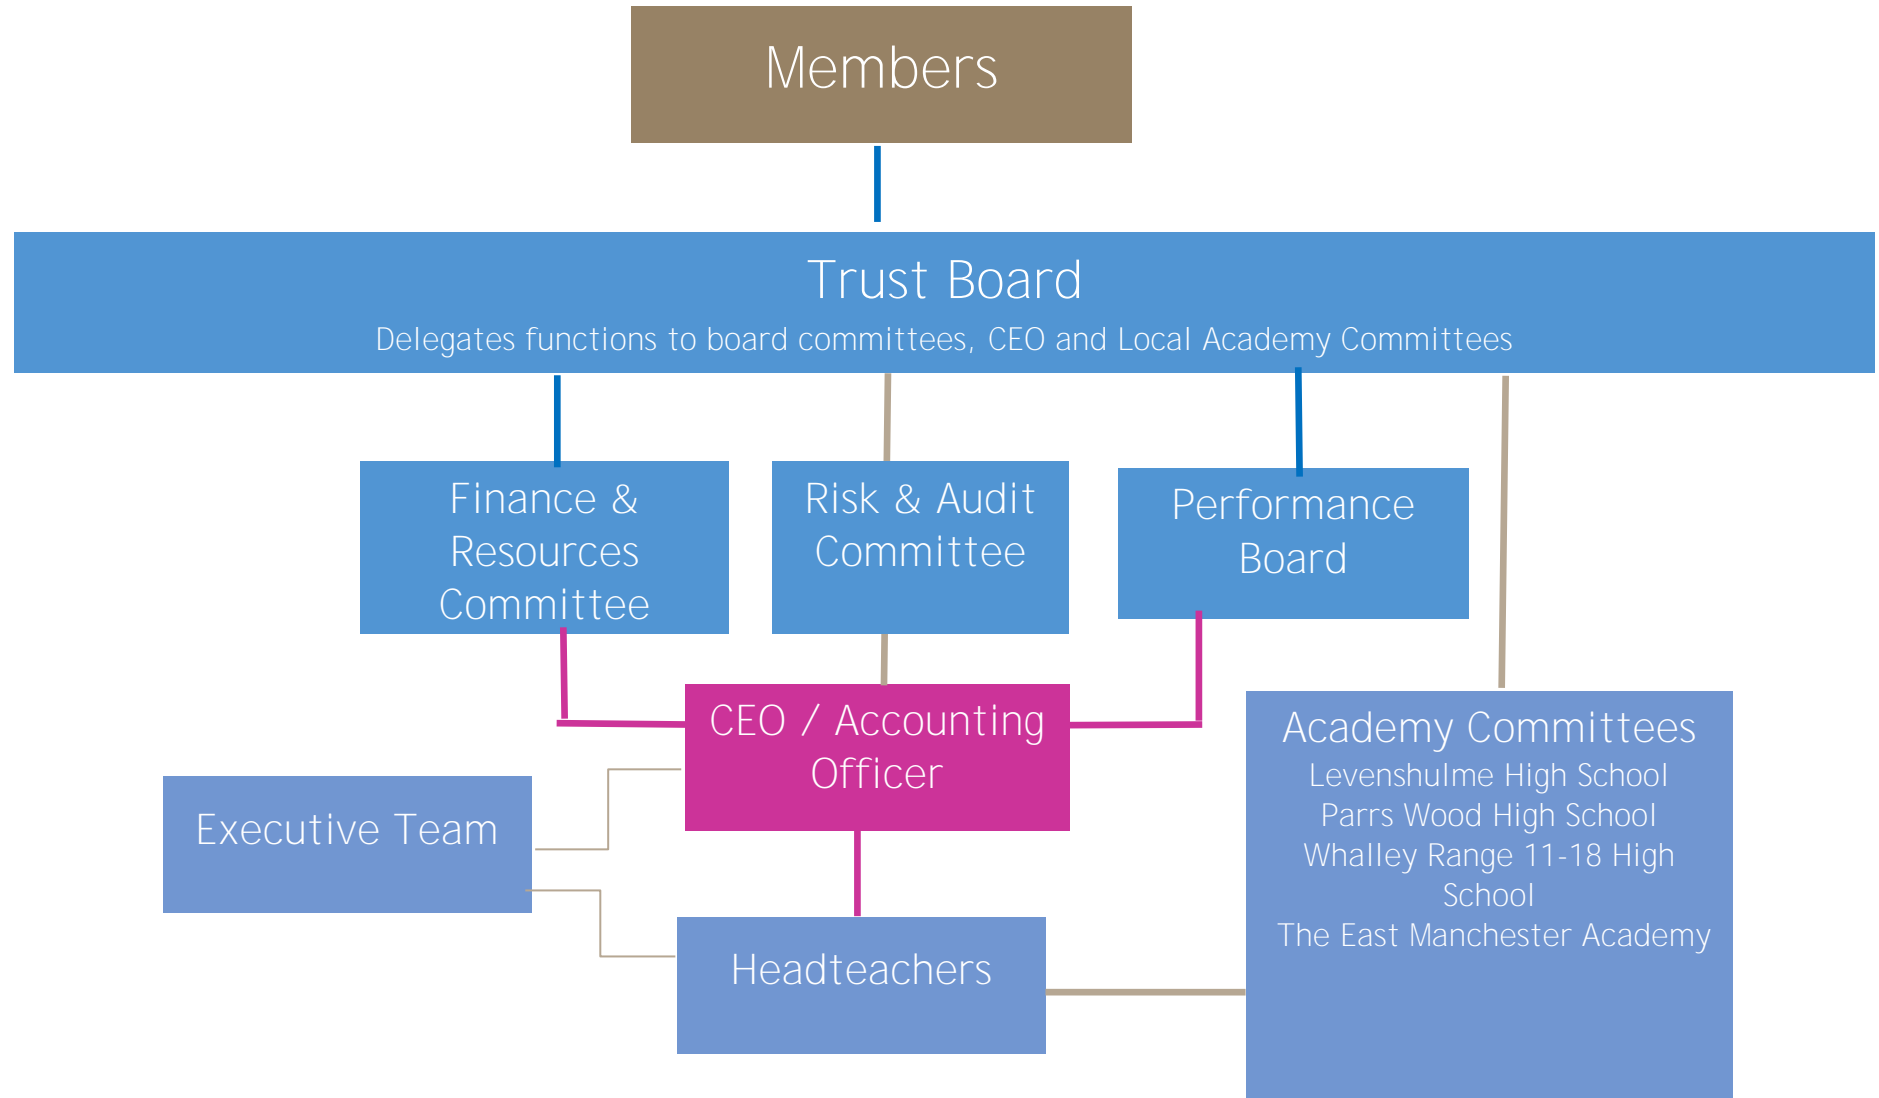 Members
Trust Board
Delegates functions to board committees, CEO and Local Academy Committees
Finance &
Resources
Committee
Risk & Audit
Committee
Performance
Board
CEO / Accounting
Officer
Academy Committees
Levenshulme High School
Parrs Wood High School
Whalley Range 11-18 High
School
The East Manchester Academy
Executive Team
Headteachers